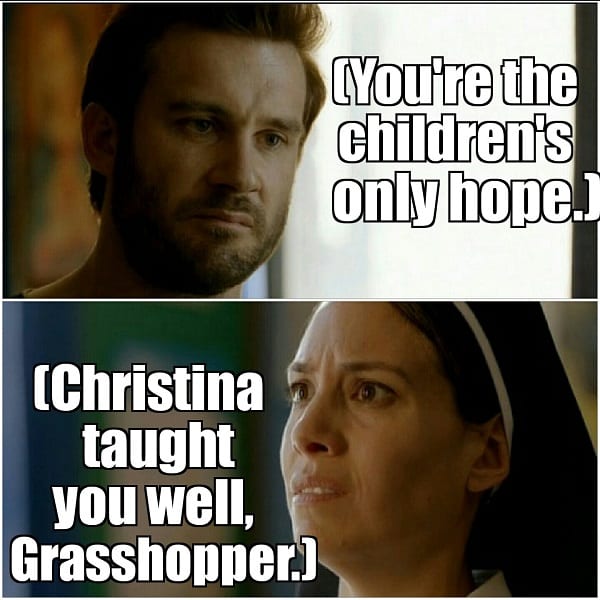 (You're the
children's
only hope.)
(Christina
taught
you well,
Grasshopper.)